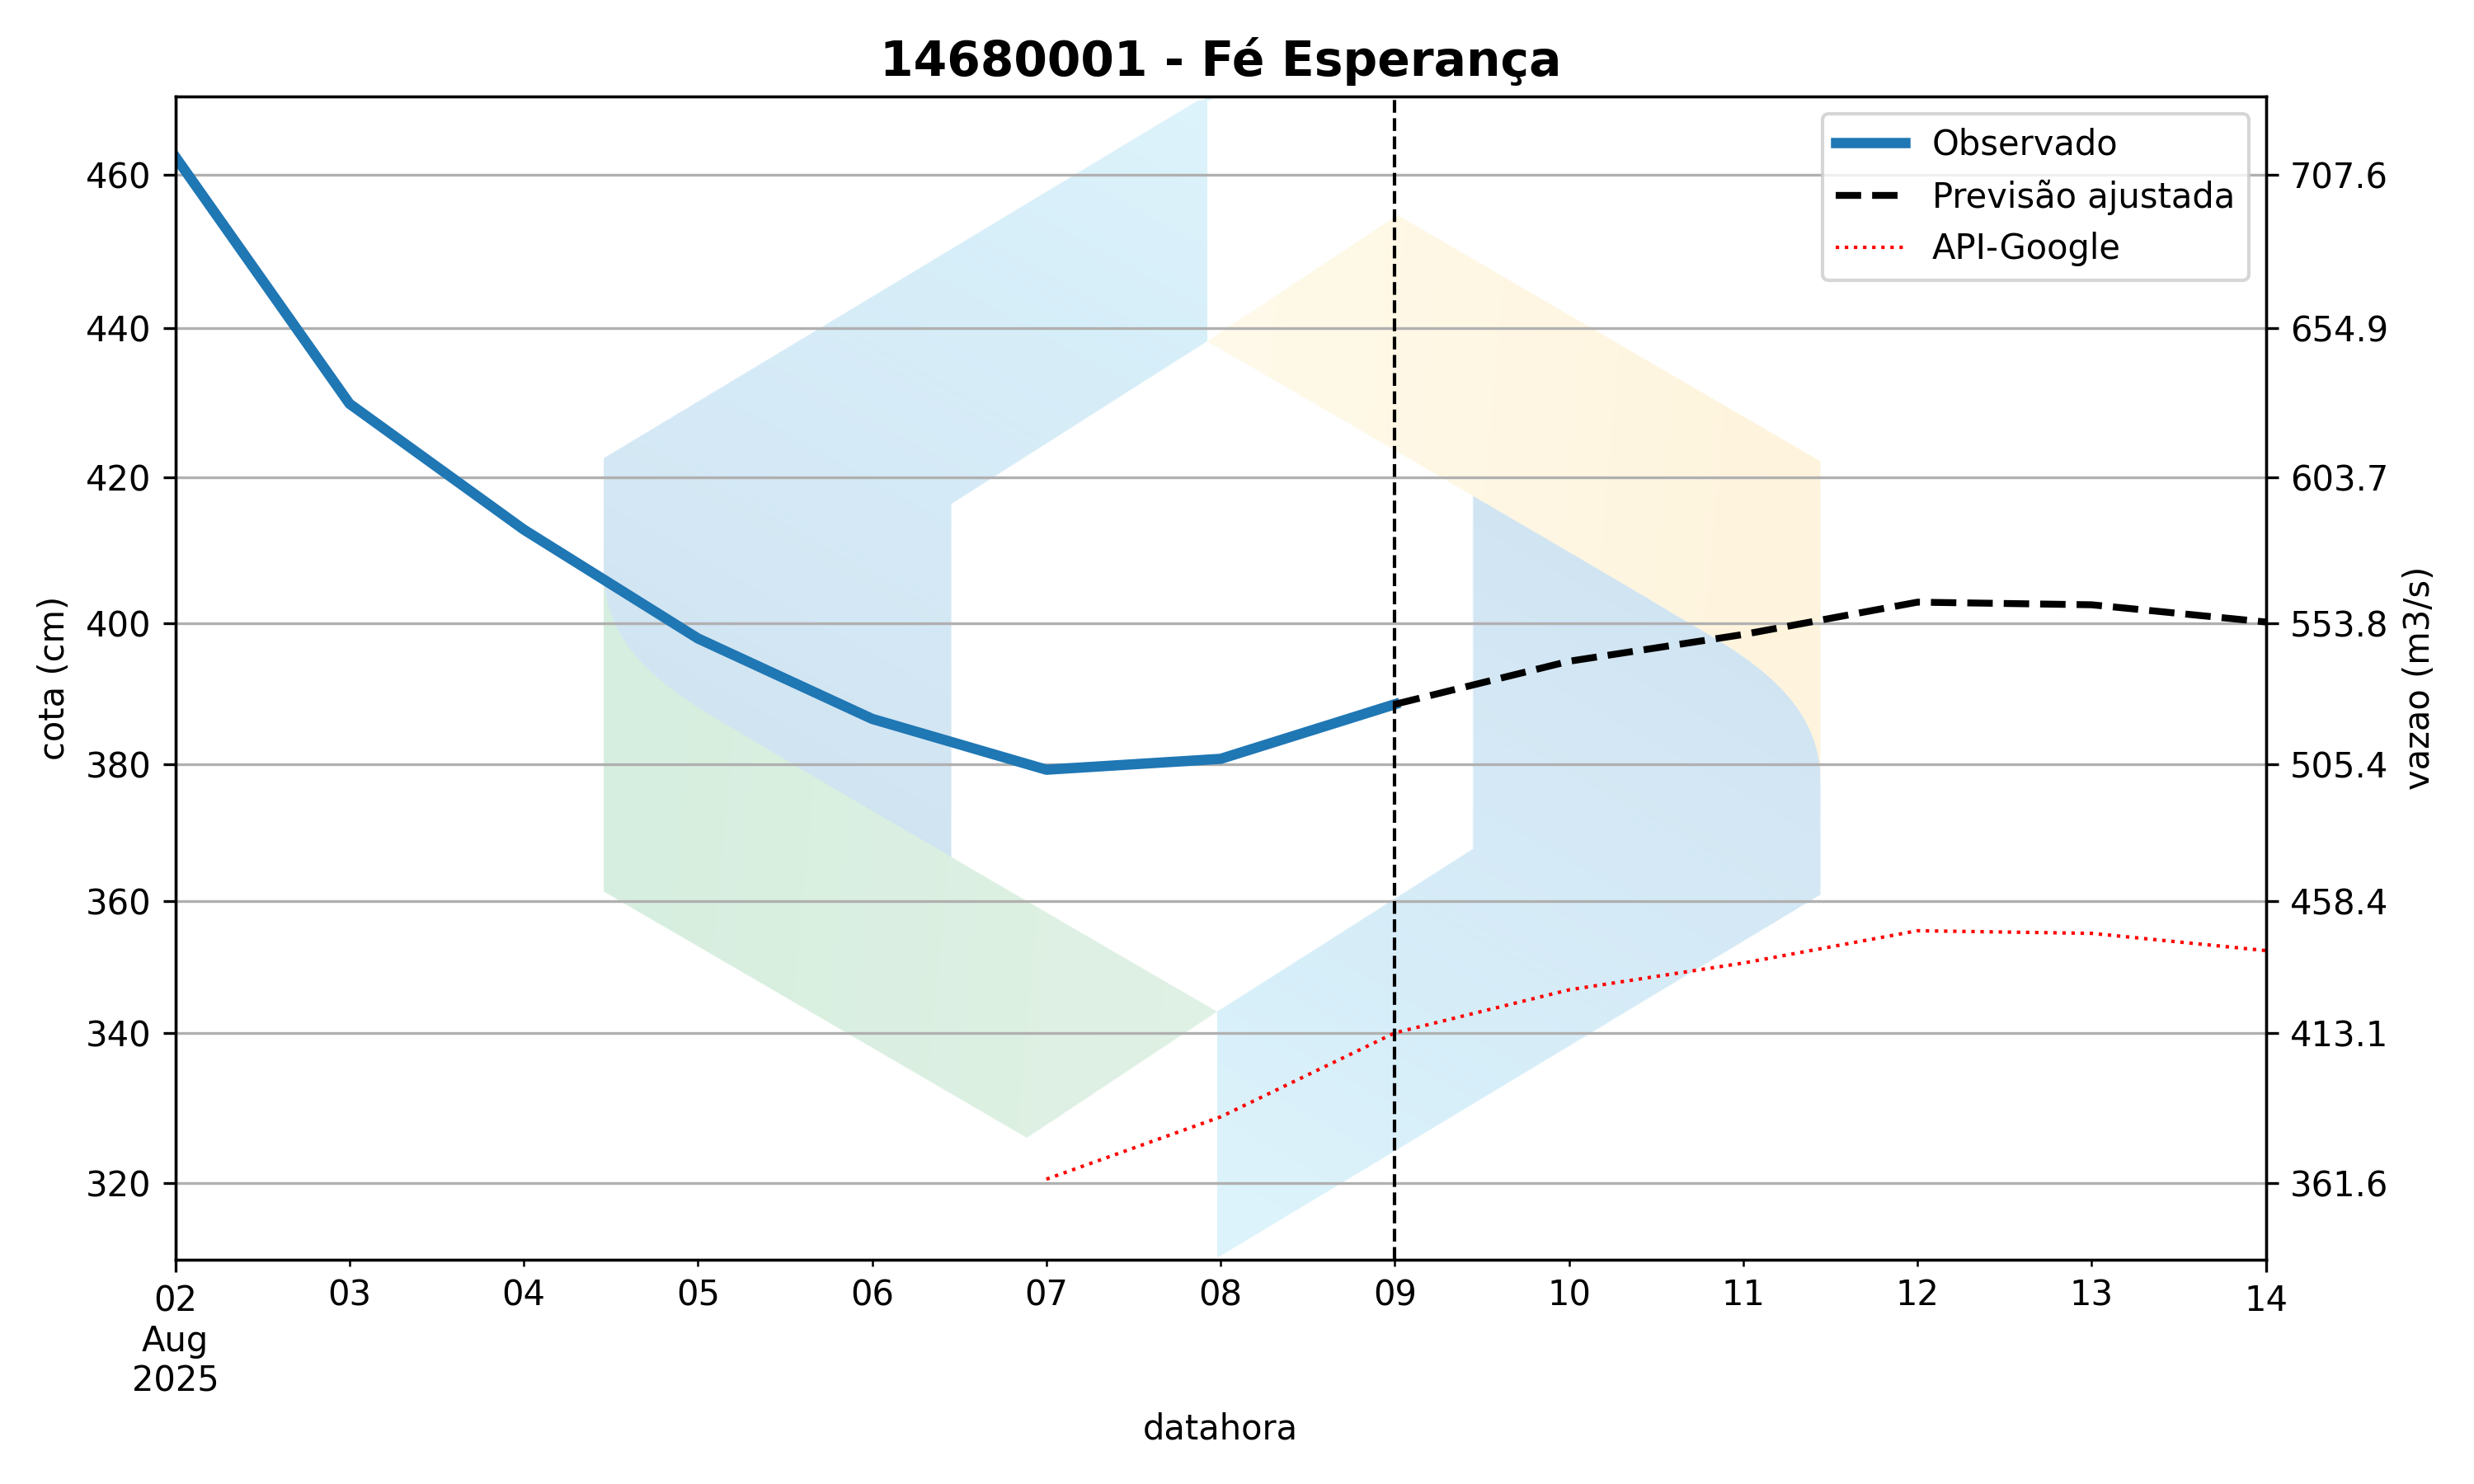 14680001 - Fé Esperança
Observado
Previsão ajustada
API-Google
cota (cm)
460
440
420
400
380
360
340
320
vazao (m3/s)
707.6
654.9
603.7
553.8
505.4
458.4
413.1
361.6
02 03 04 05 06 07 08 09 10 11 12 13 14
Aug
2025
datahora